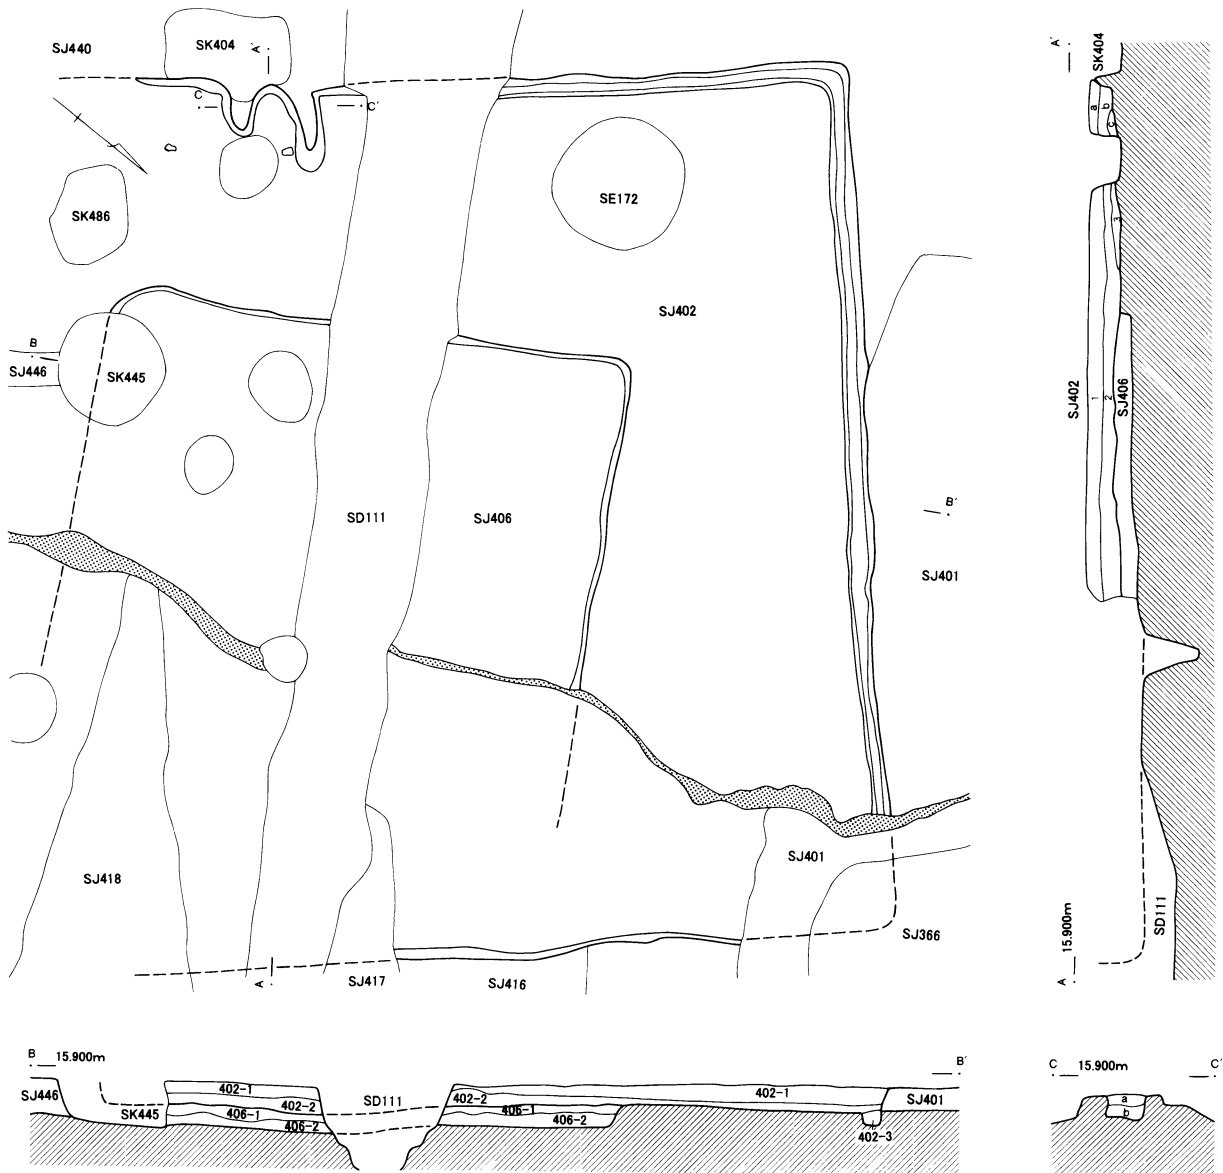 SJ440
SK404
A´
C
C´
SK486
SE172
SJ402
B
SJ446
SK445
SD111
SJ406
B´
SJ401
SJ401
SJ418
SJ366
A
SJ417
SJ416
A´
SK404
a
b
c
3
SJ402
1
2
SJ406
15.900m
SD111
A
B 15.900m
B´
SJ446
SK445
402-1
402-2
406-1
406-2
SD111
402-2
406-1
406-2
402-1
402-3
SJ401
C 15.900m C´
a
b